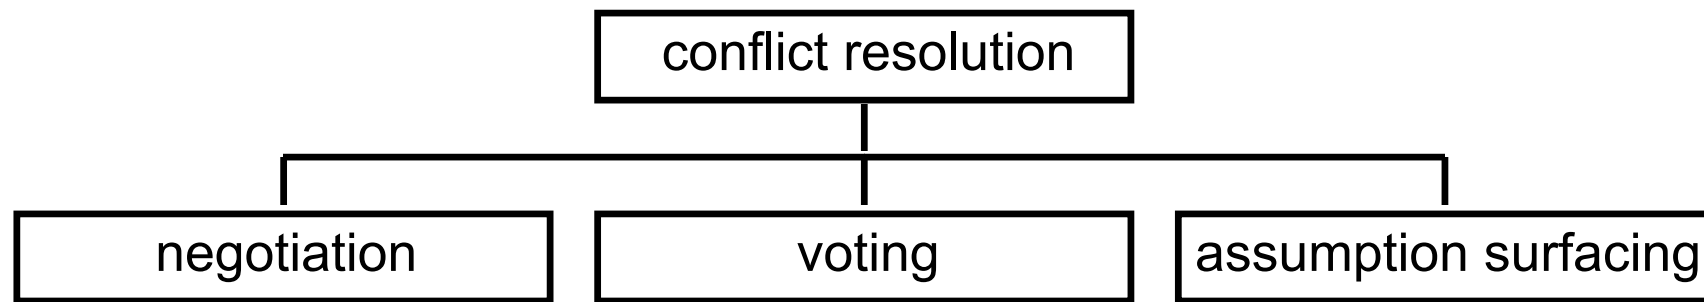 conflict resolution
negotiation
voting
assumption surfacing